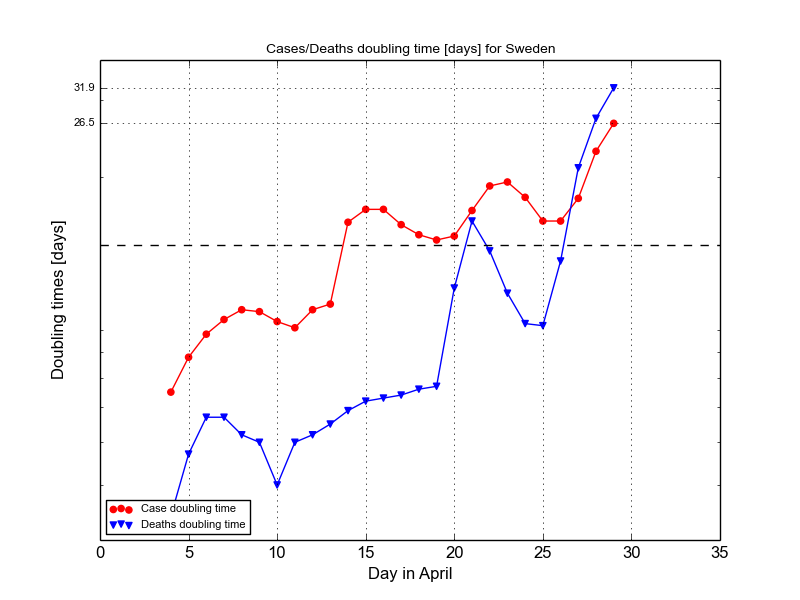 Cases/Deaths doubling time [days] for Sweden
31.9
26.5
Doubling times [days]
Case doubling time
Deaths doubling time
0 5 10 15 20 25 30 35
Day in April